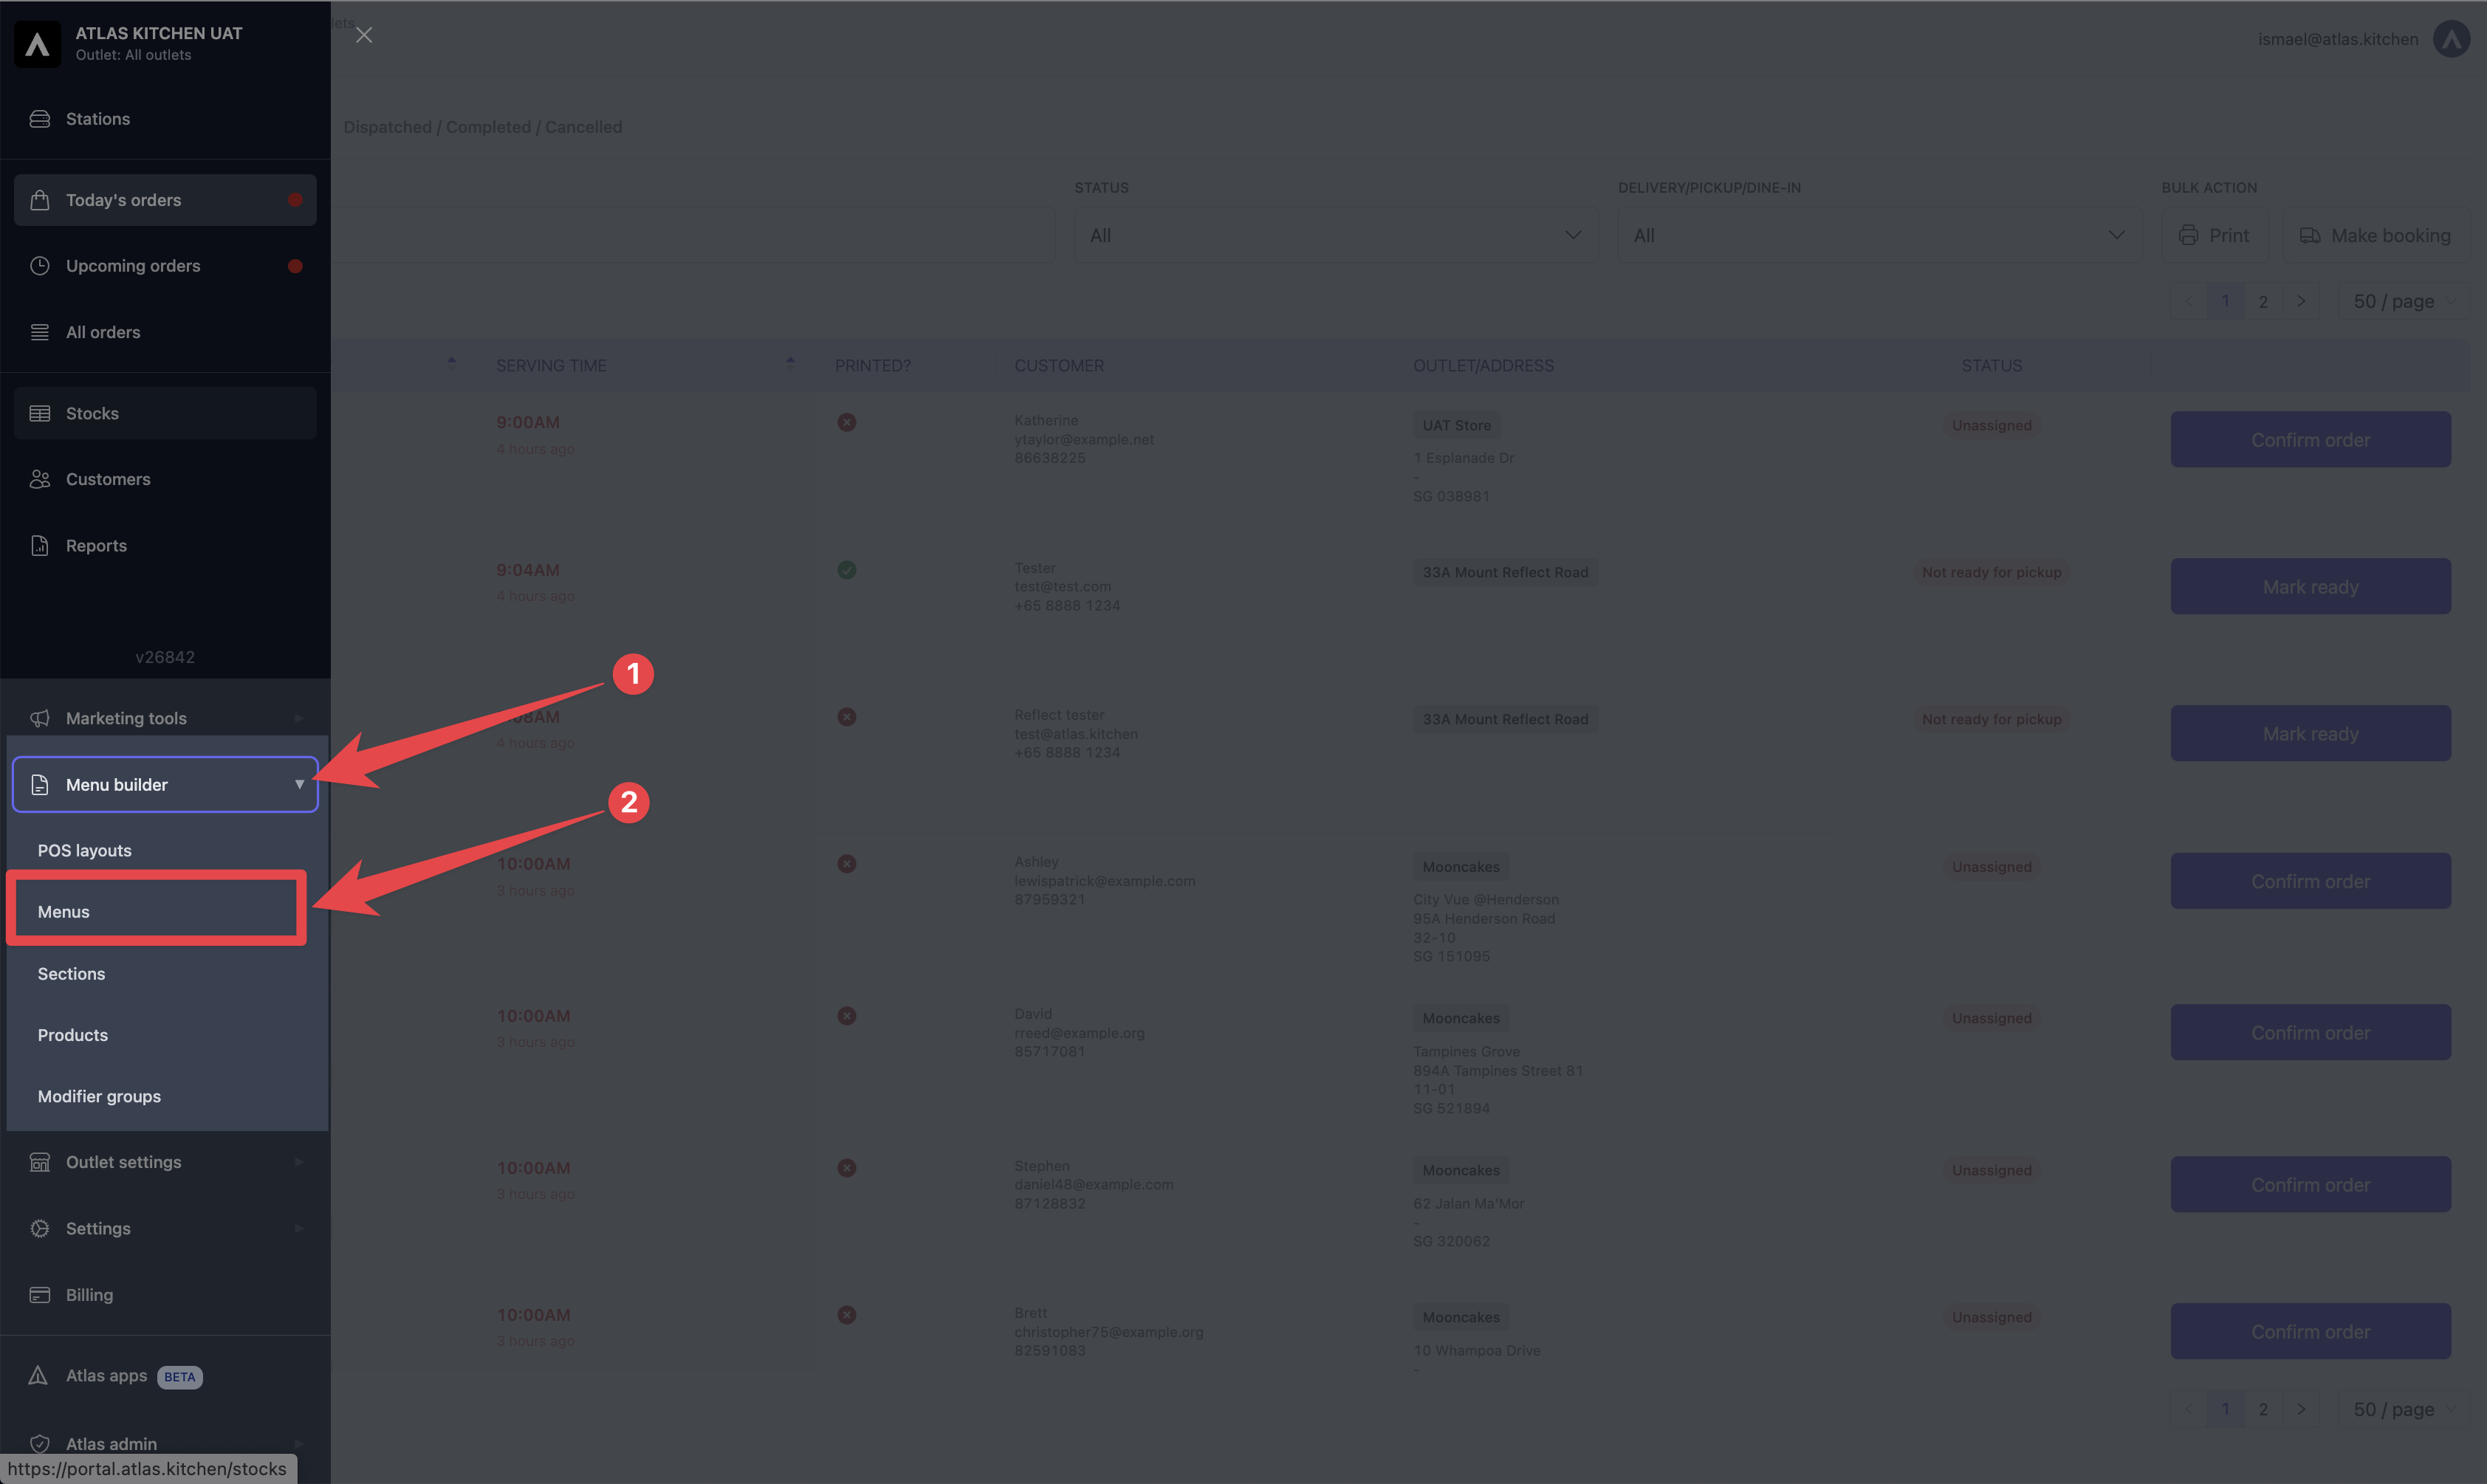 ATLAS KITCHEN UAT
Outlet: All outlets
lets
ismael@atlas.kitchen
Stations
Today's orders
Upcoming orders
All orders
Stocks
Customers
Reports
v26842
Marketing tools
Menu builder
POS layouts
Menus
Sections
Products
Modifier groups
Outlet settings
Settings
Billing
Atlas apps BETA
Atlas admin
https://portal.atlas.kitchen/stocks
1
2
Dispatched / Completed / Cancelled
STATUS
All
DELIVERY/PICKUP/DINE-IN
All
BULK ACTION
Print
Make booking
1 2 50 / page
SERVING TIME PRINTED? CUSTOMER OUTLET/ADDRESS STATUS
9:00AM
4 hours ago
Katherine
ytaylor@example.net
86638225
UAT Store
1 Esplanade Dr
-
SG 038981
Unassigned
Confirm order
9:04AM
4 hours ago
Tester
test@test.com
+65 8888 1234
33A Mount Reflect Road
Not ready for pickup
Mark ready
08AM
4 hours ago
Reflect tester
test@atlas.kitchen
+65 8888 1234
33A Mount Reflect Road
Not ready for pickup
Mark ready
10:00AM
3 hours ago
Ashley
lewispatrick@example.com
87959321
Mooncakes
City Vue @Henderson
95A Henderson Road
32-10
SG 151095
Unassigned
Confirm order
10:00AM
3 hours ago
David
rreed@example.org
85717081
Mooncakes
Tampines Grove
894A Tampines Street 81
11-01
SG 521894
Unassigned
Confirm order
10:00AM
3 hours ago
Stephen
daniel48@example.com
87128832
Mooncakes
62 Jalan Ma'Mor
-
SG 320062
Unassigned
Confirm order
10:00AM
3 hours ago
Brett
christopher75@example.org
82591083
Mooncakes
10 Whampoa Drive
-
Unassigned
Confirm order
1 2 50 / page